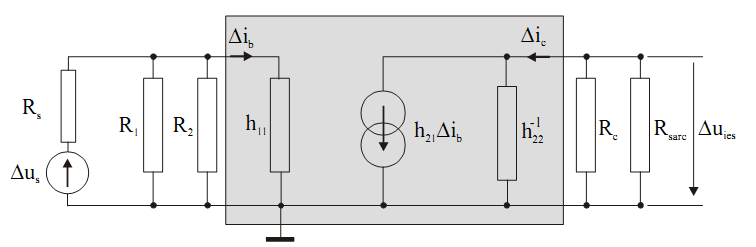 Δi_b
Δi_c
R_s
R_1
R_2
h_11
h_21Δi_b
h_22^-1
R_c
R_sarc
Δu_ies
Δu_s